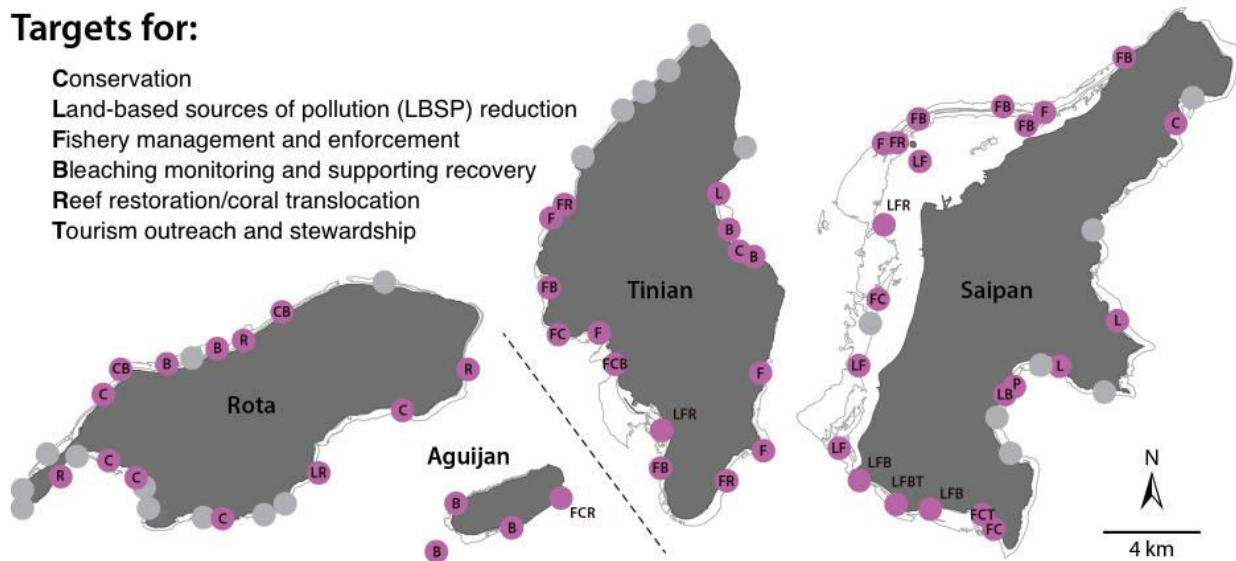 Targets for:
Conservation
Land-based sources of pollution (LBSP) reduction
Fishery management and enforcement
Bleaching monitoring and supporting recovery
Reef restoration/coral translocation
Tourism outreach and stewardship
Rota
CB
R
B
B
CB
C
R
C
LR
C
C
C
R
Aguijan
B
FCR
B
B
Tinian
FR
F
L
B
C
B
FB
FC
F
FCB
F
LFR
F
FB
FR
Saipan
FB
FB
F
FB
FB
F
FR
LF
C
LFR
FC
L
LF
L
P
LB
LF
LFB
LFBT
LFB
FCT
FC
N
4 km